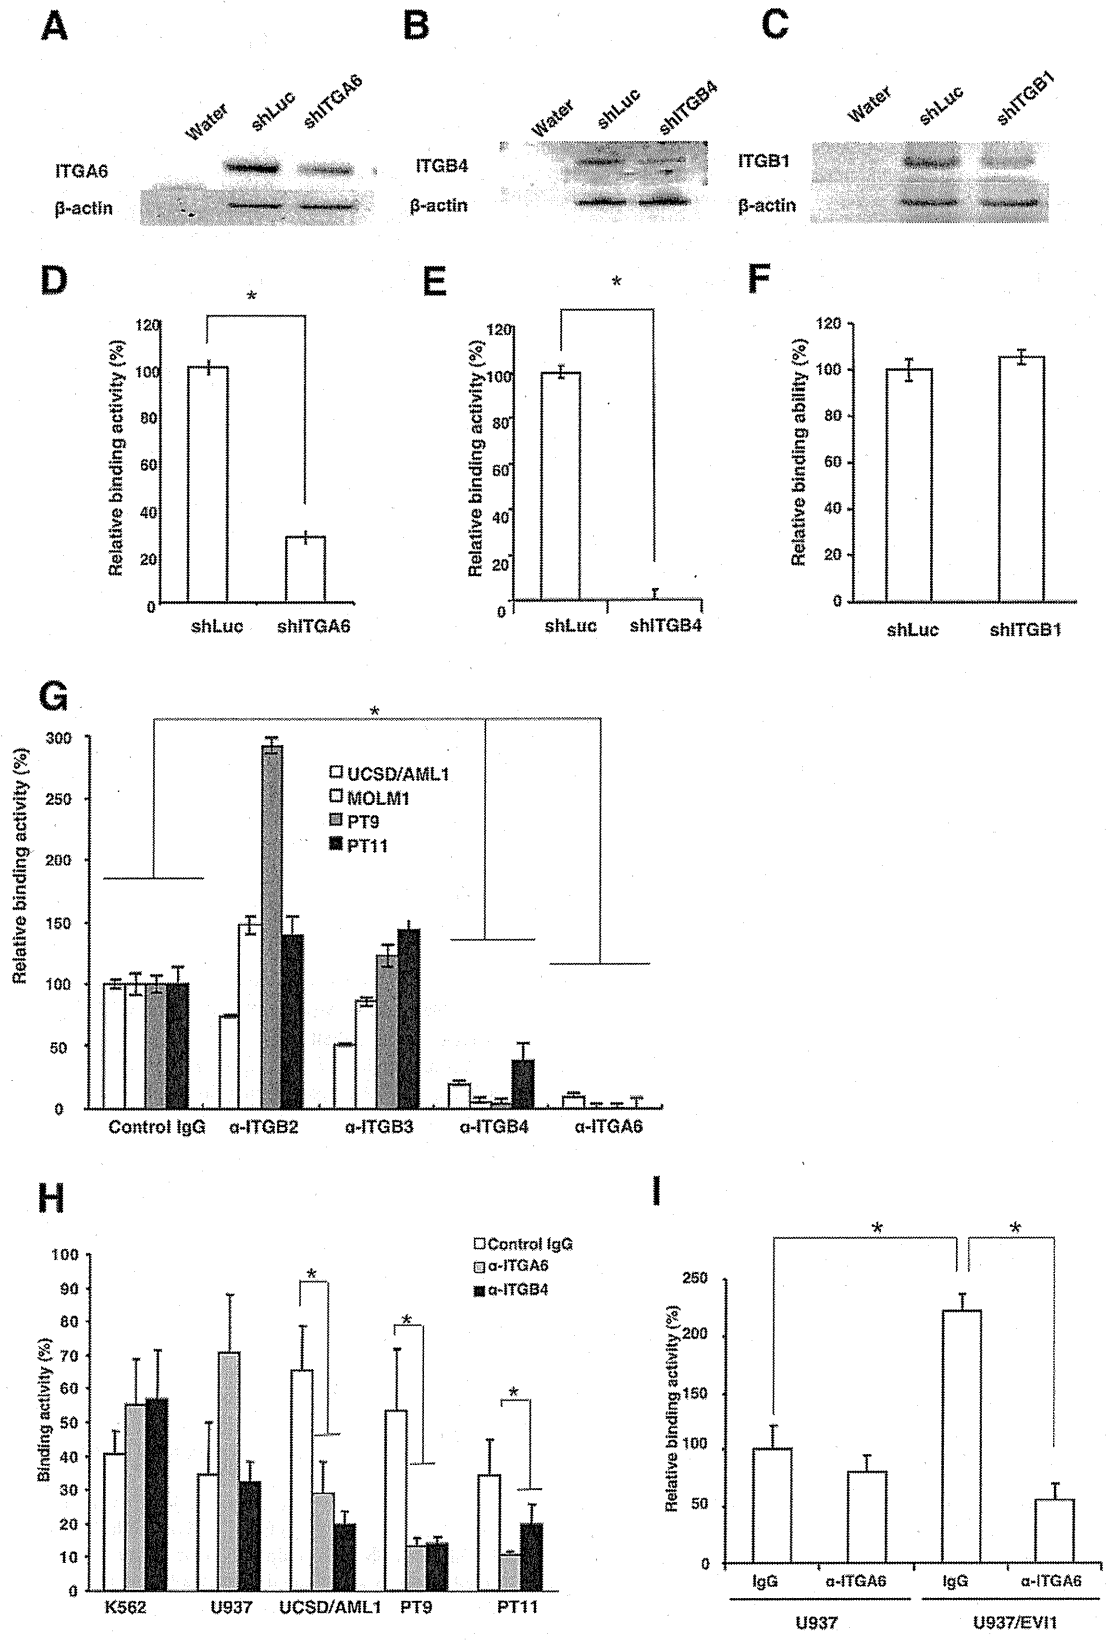 A
Water
shLuc
shITGA6
ITGA6
β-actin
B
Water
shLuc
shITGB4
ITGB4
β-actin
C
Water
shLuc
shITGB1
ITGB1
β-actin
D
*
Relative binding activity (%)
120
100
80
60
40
20
0
shLuc
shITGA6
E
*
Relative binding activity (%)
120
100
80
60
40
20
0
shLuc
shITGB4
F
Relative binding ability (%)
120
100
80
60
40
20
0
shLuc
shITGB1
G
*
Relative binding activity (%)
300
250
200
150
100
50
0
UCSD/AML1
MOLM1
PT9
PT11
Control IgG
α-ITGB2
α-ITGB3
α-ITGB4
α-ITGA6
H
Binding activity (%)
100
90
80
70
60
50
40
30
20
10
0
Control IgG
α-ITGA6
α-ITGB4
*
*
*
K562
U937
UCSD/AML1
PT9
PT11
I
*
*
Relative binding activity (%)
250
200
150
100
50
0
IgG
α-ITGA6
IgG
α-ITGA6
U937
U937/EVI1